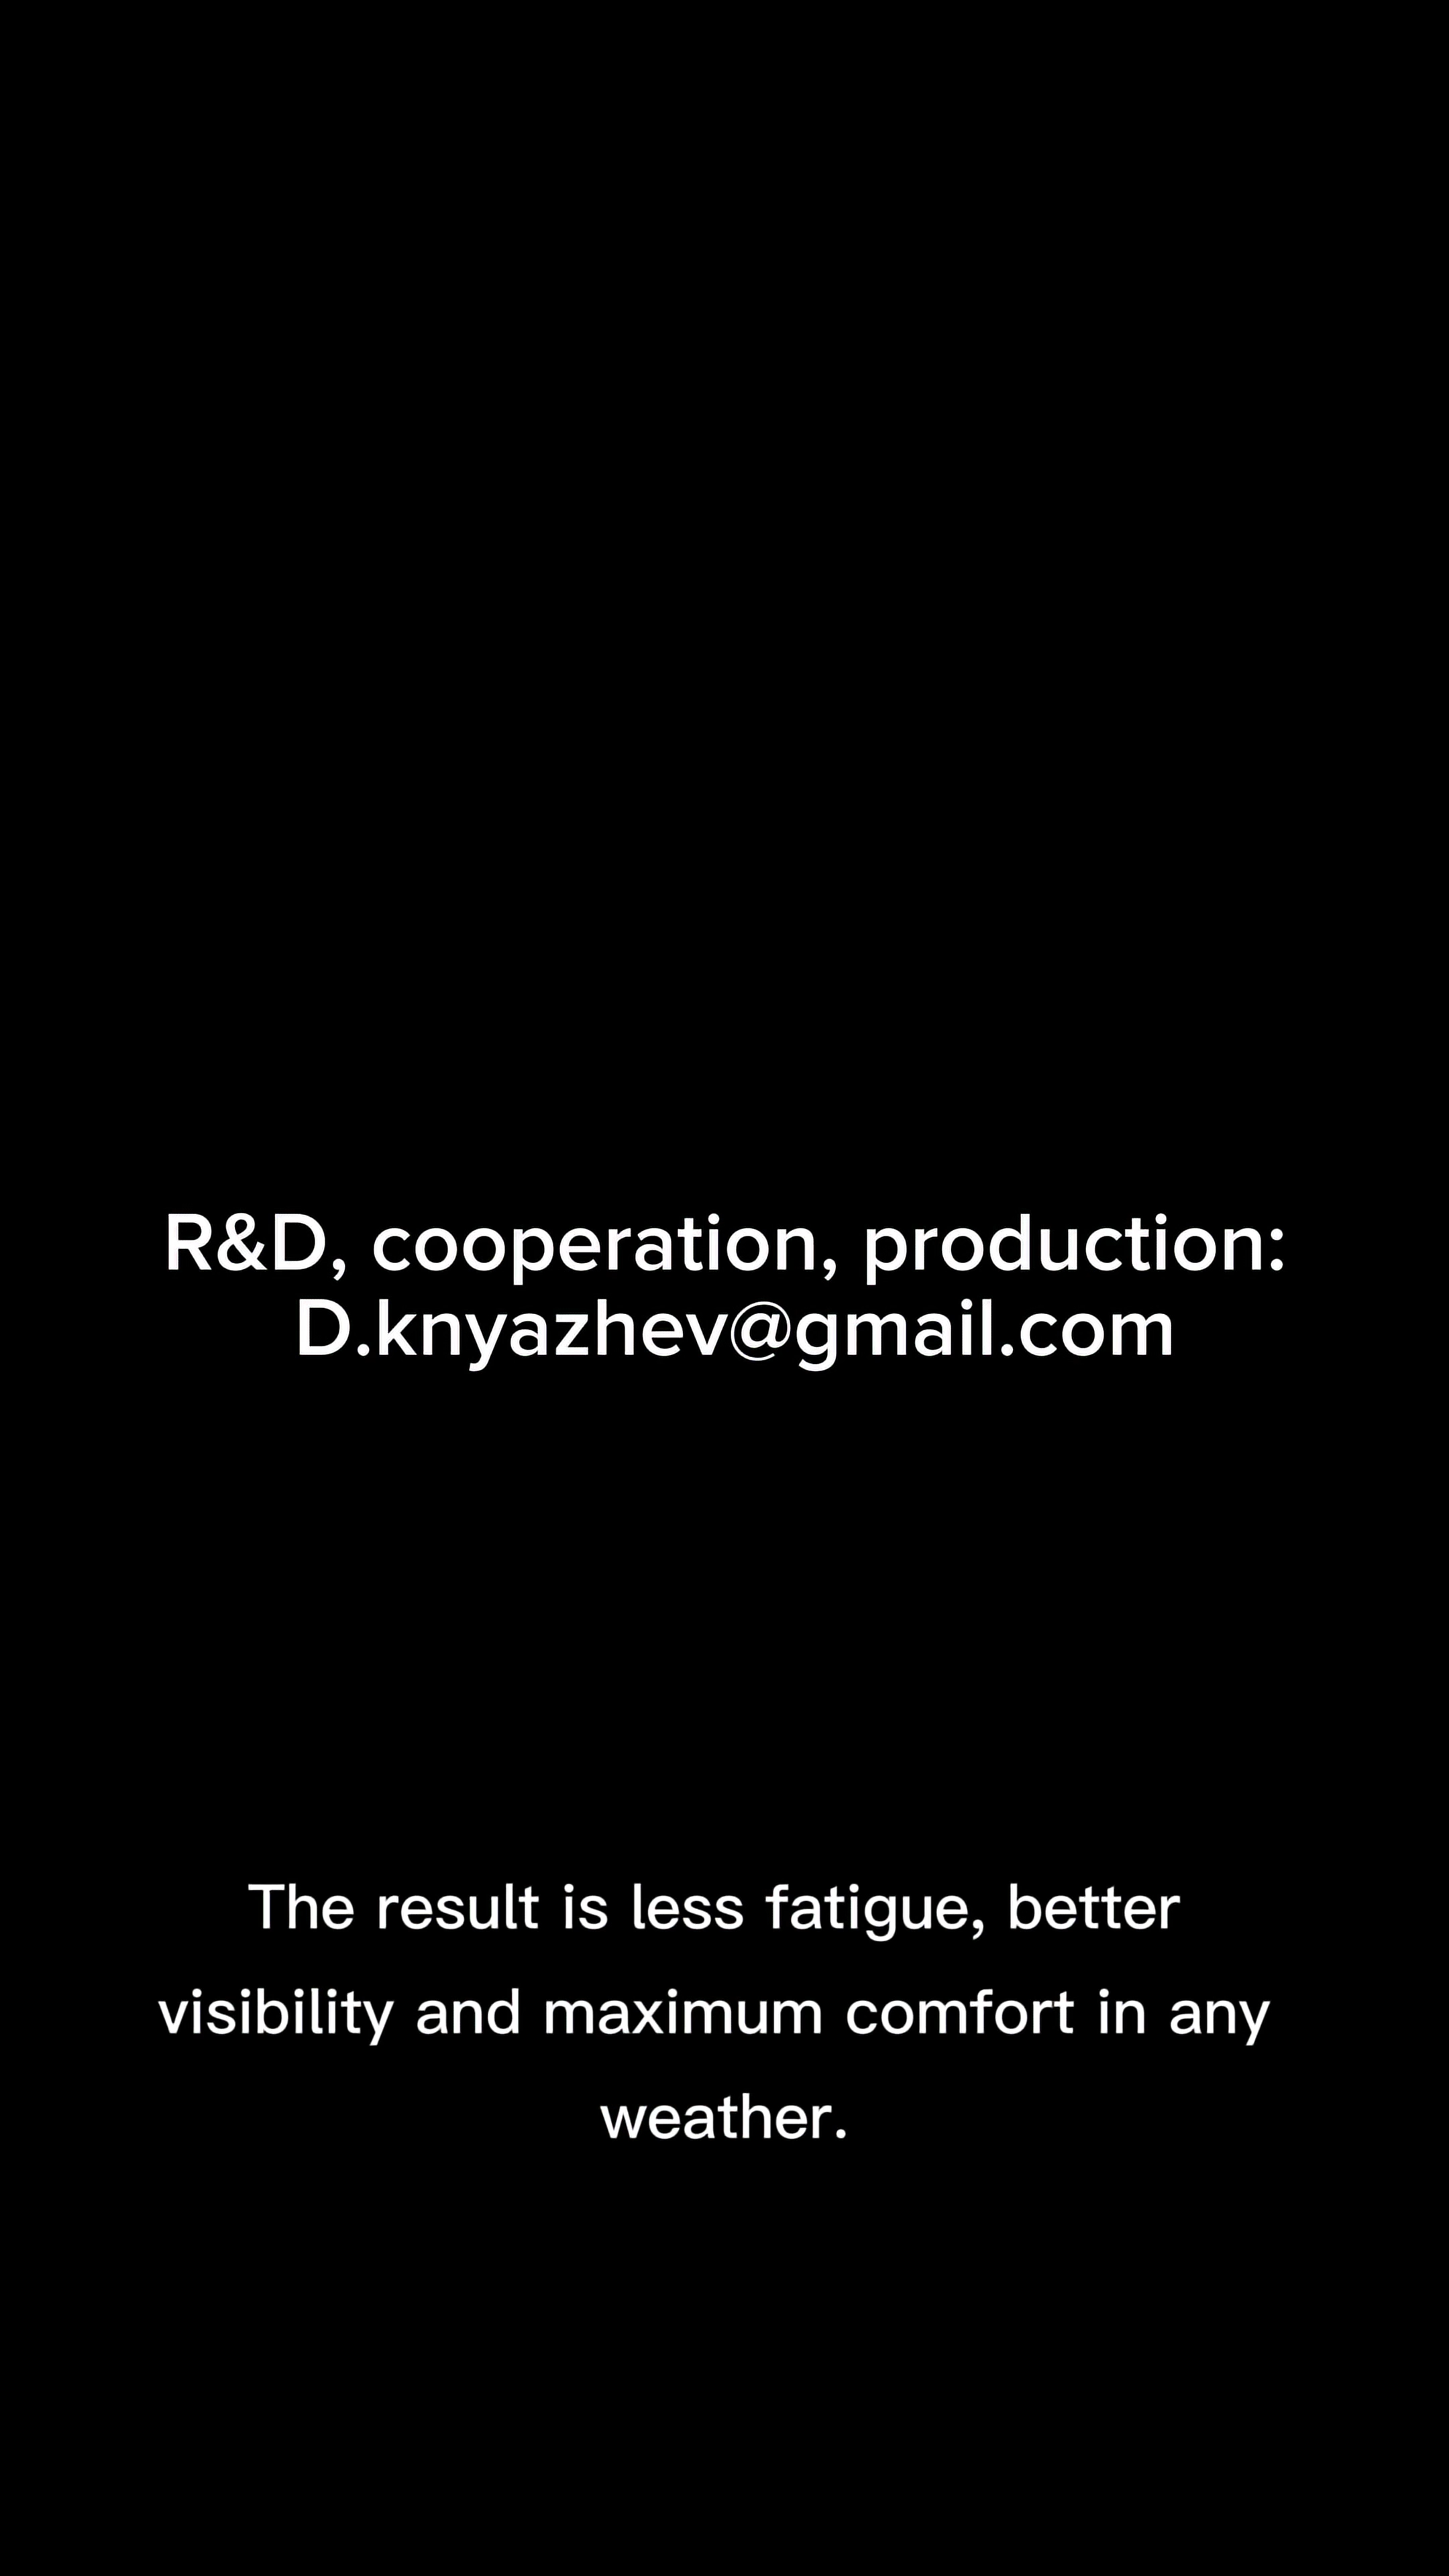 R&D, cooperation, production:
D.knyazhev@gmail.com
The result is less fatigue, better
visibility and maximum comfort in any
weather.